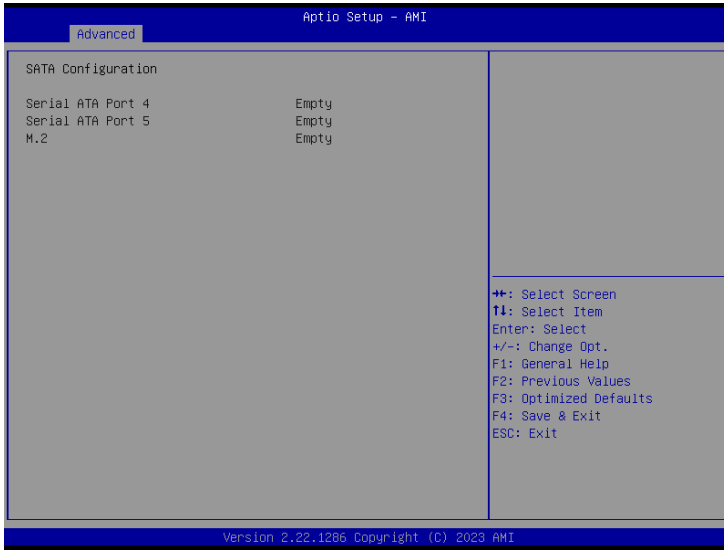 Aptio Setup – AMI
Advanced
SATA Configuration
Serial ATA Port 4 Empty
Serial ATA Port 5 Empty
M.2 Empty
→←: Select Screen
↑↓: Select Item
Enter: Select
+/-: Change Opt.
F1: General Help
F2: Previous Values
F3: Optimized Defaults
F4: Save & Exit
ESC: Exit
Version 2.22.1286 Copyright (C) 2023 AMI